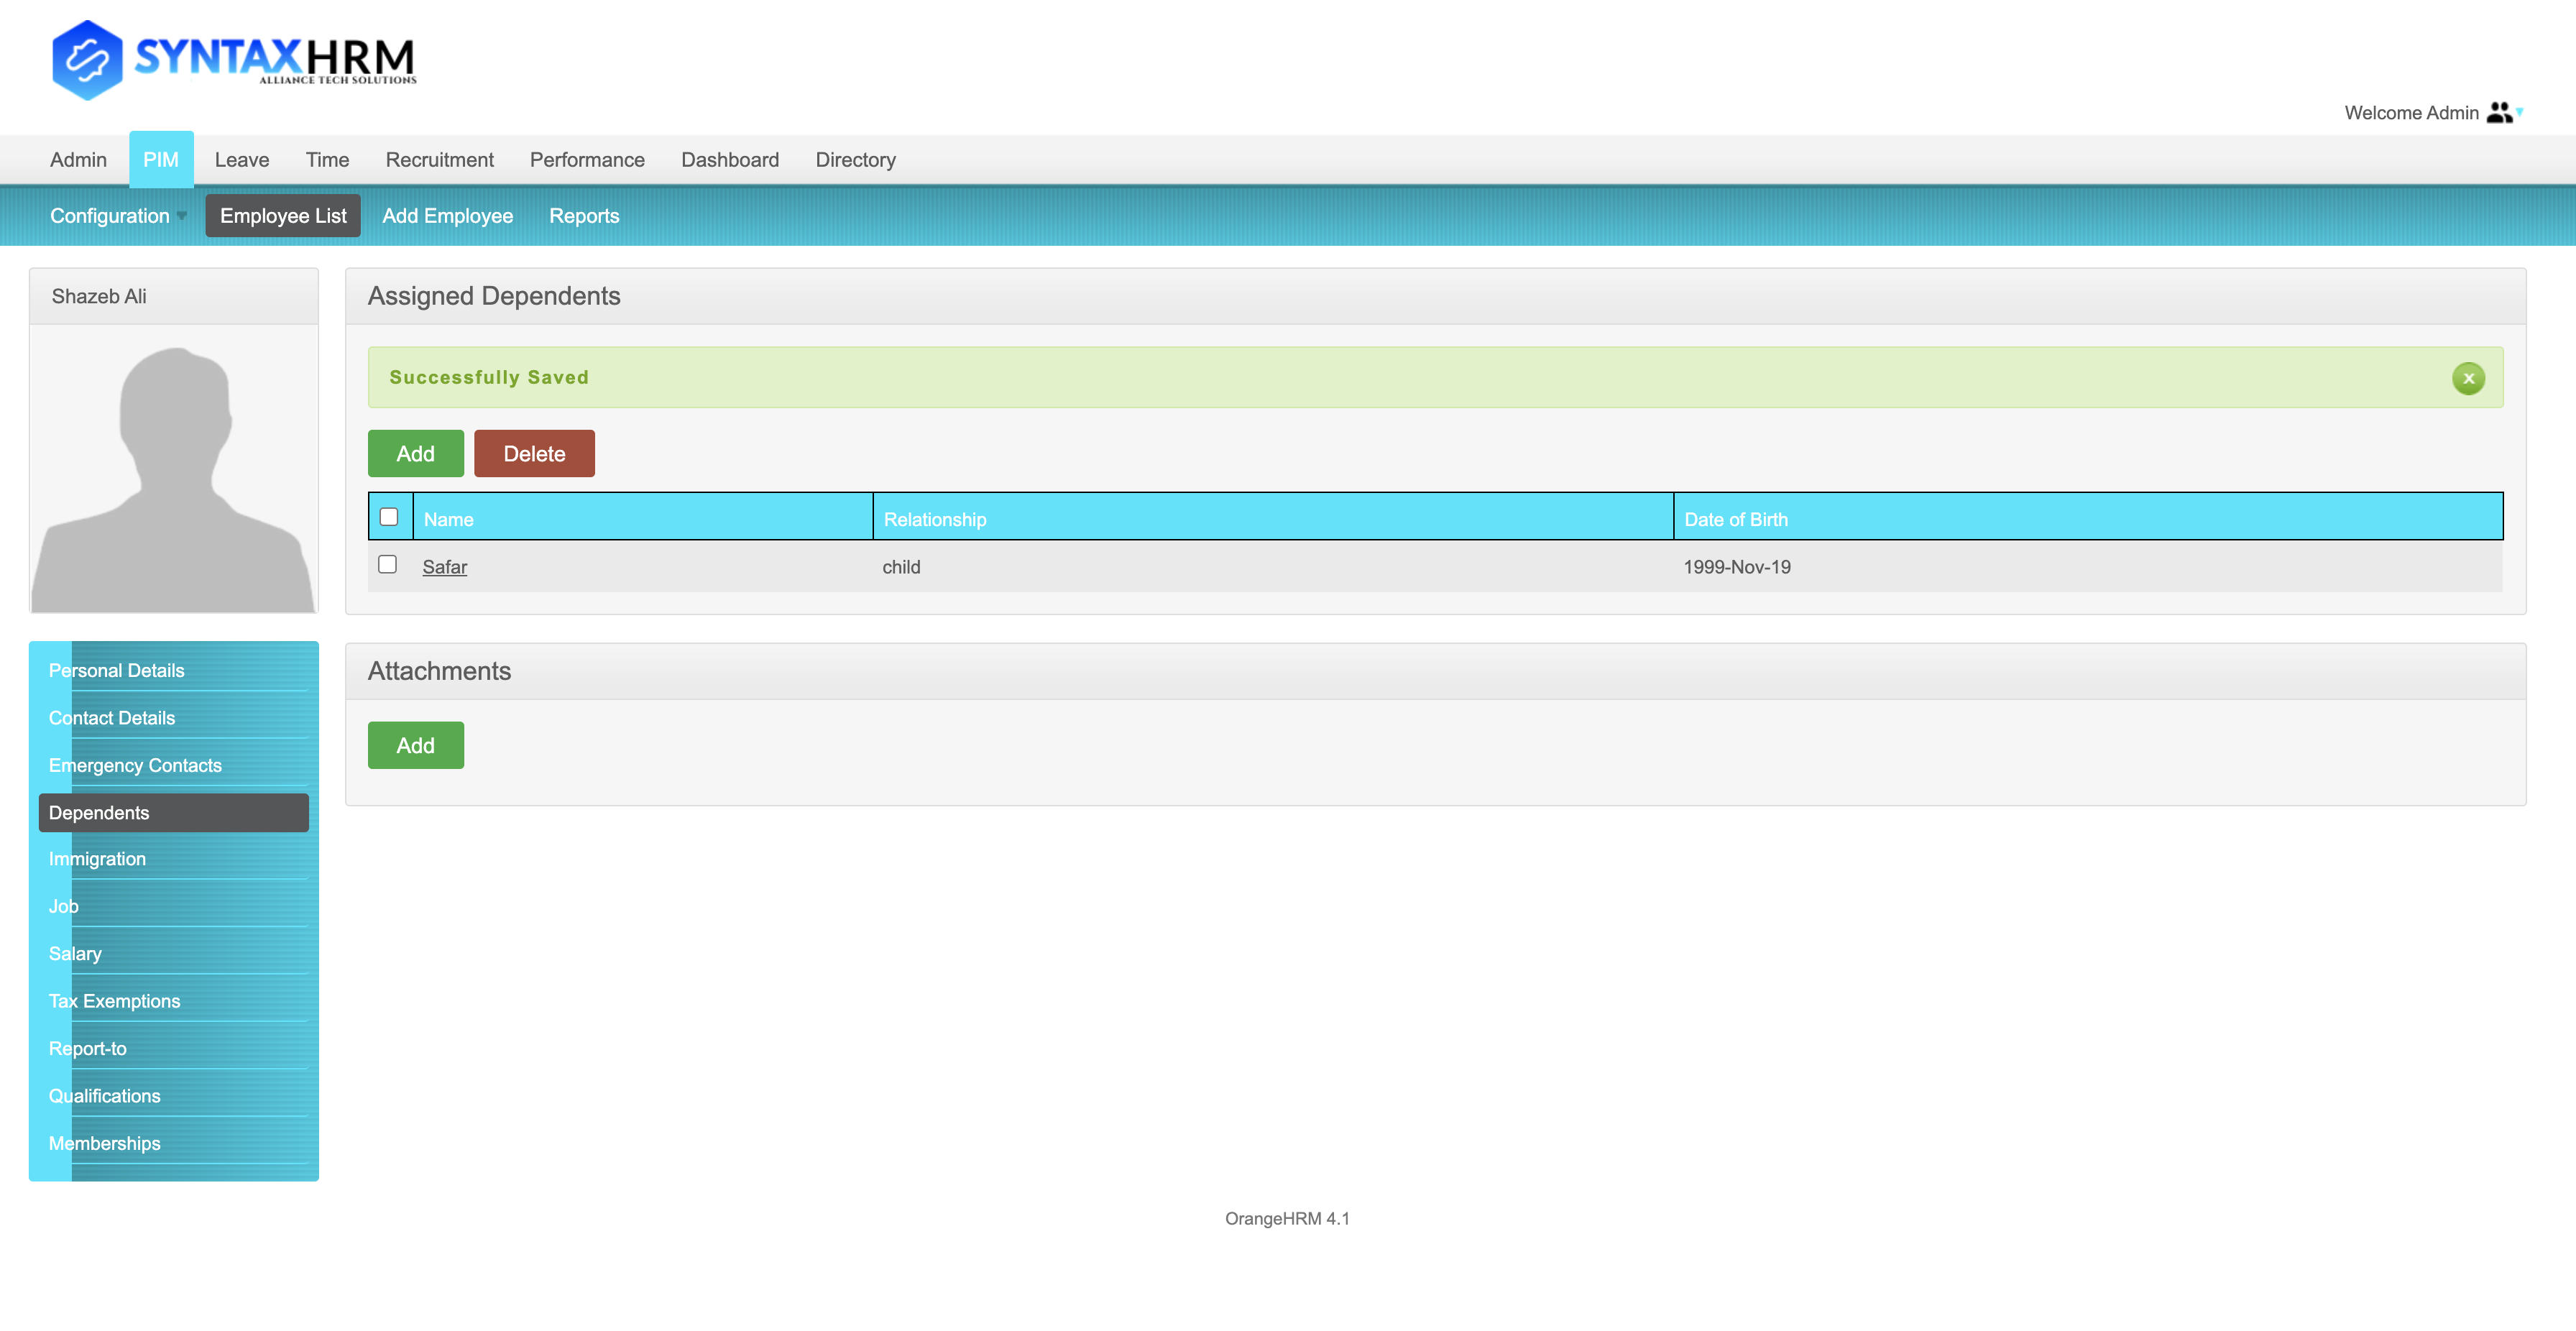 SYNTAXHRM
ALLIANCE TECH SOLUTIONS
Welcome Admin
Admin PIM Leave Time Recruitment Performance Dashboard Directory
Configuration Employee List Add Employee Reports
Shazeb Ali
Assigned Dependents
Successfully Saved
X
Add Delete
Name Relationship Date of Birth
Safar child 1999-Nov-19
Personal Details
Contact Details
Emergency Contacts
Dependents
Immigration
Job
Salary
Tax Exemptions
Report-to
Qualifications
Memberships
Attachments
Add
OrangeHRM 4.1